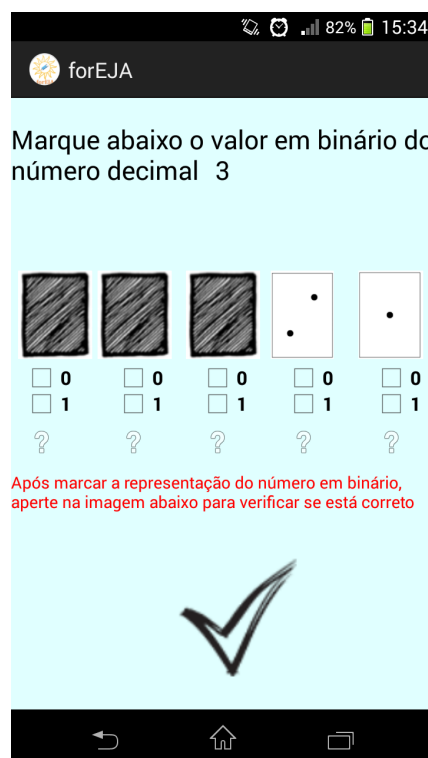 82% 15:34
forEJA
Marque abaixo o valor em binário do
número decimal 3
0 0 0 0 0
1 1 1 1 1
? ? ? ? ?
Após marcar a representação do número em binário,
aperte na imagem abaixo para verificar se está correto